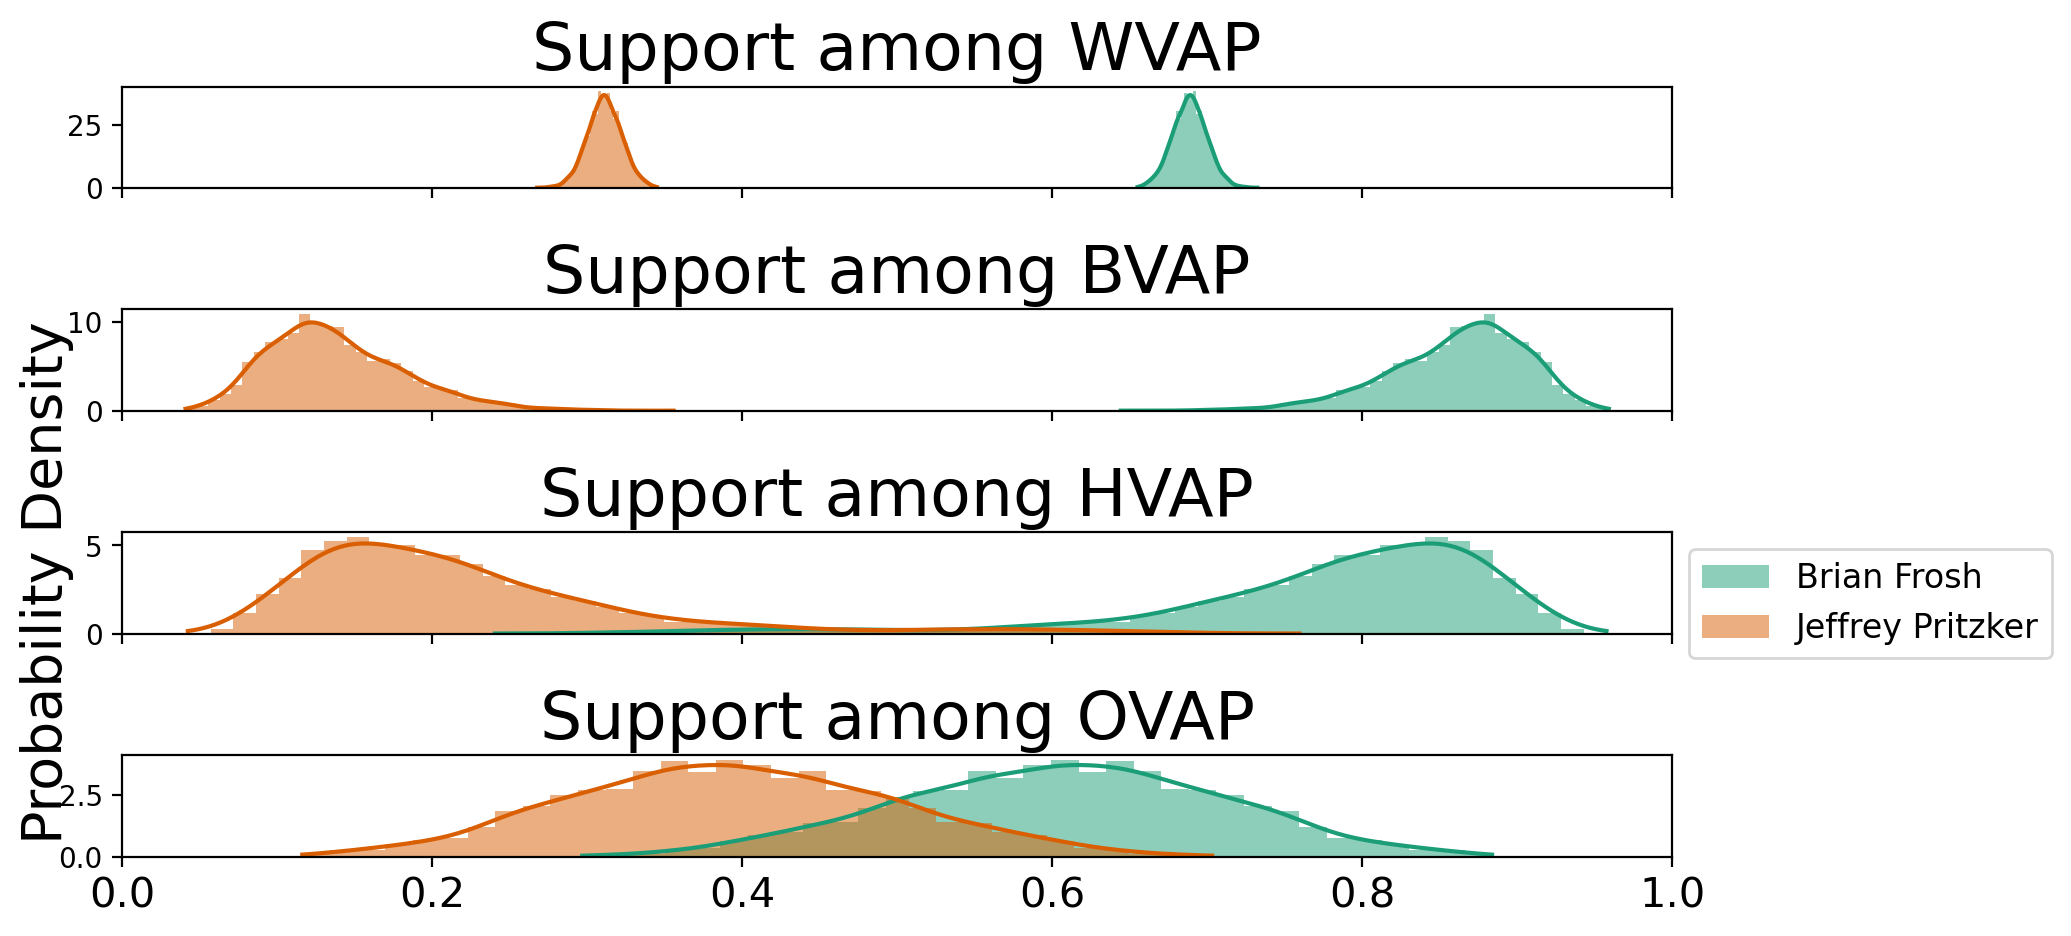 Support among WVAP
25
0
Support among BVAP
10
0
Support among HVAP
5
0
Support among OVAP
2.5
0.0
0.0 0.2 0.4 0.6 0.8 1.0
Probability Density
Brian Frosh
Jeffrey Pritzker